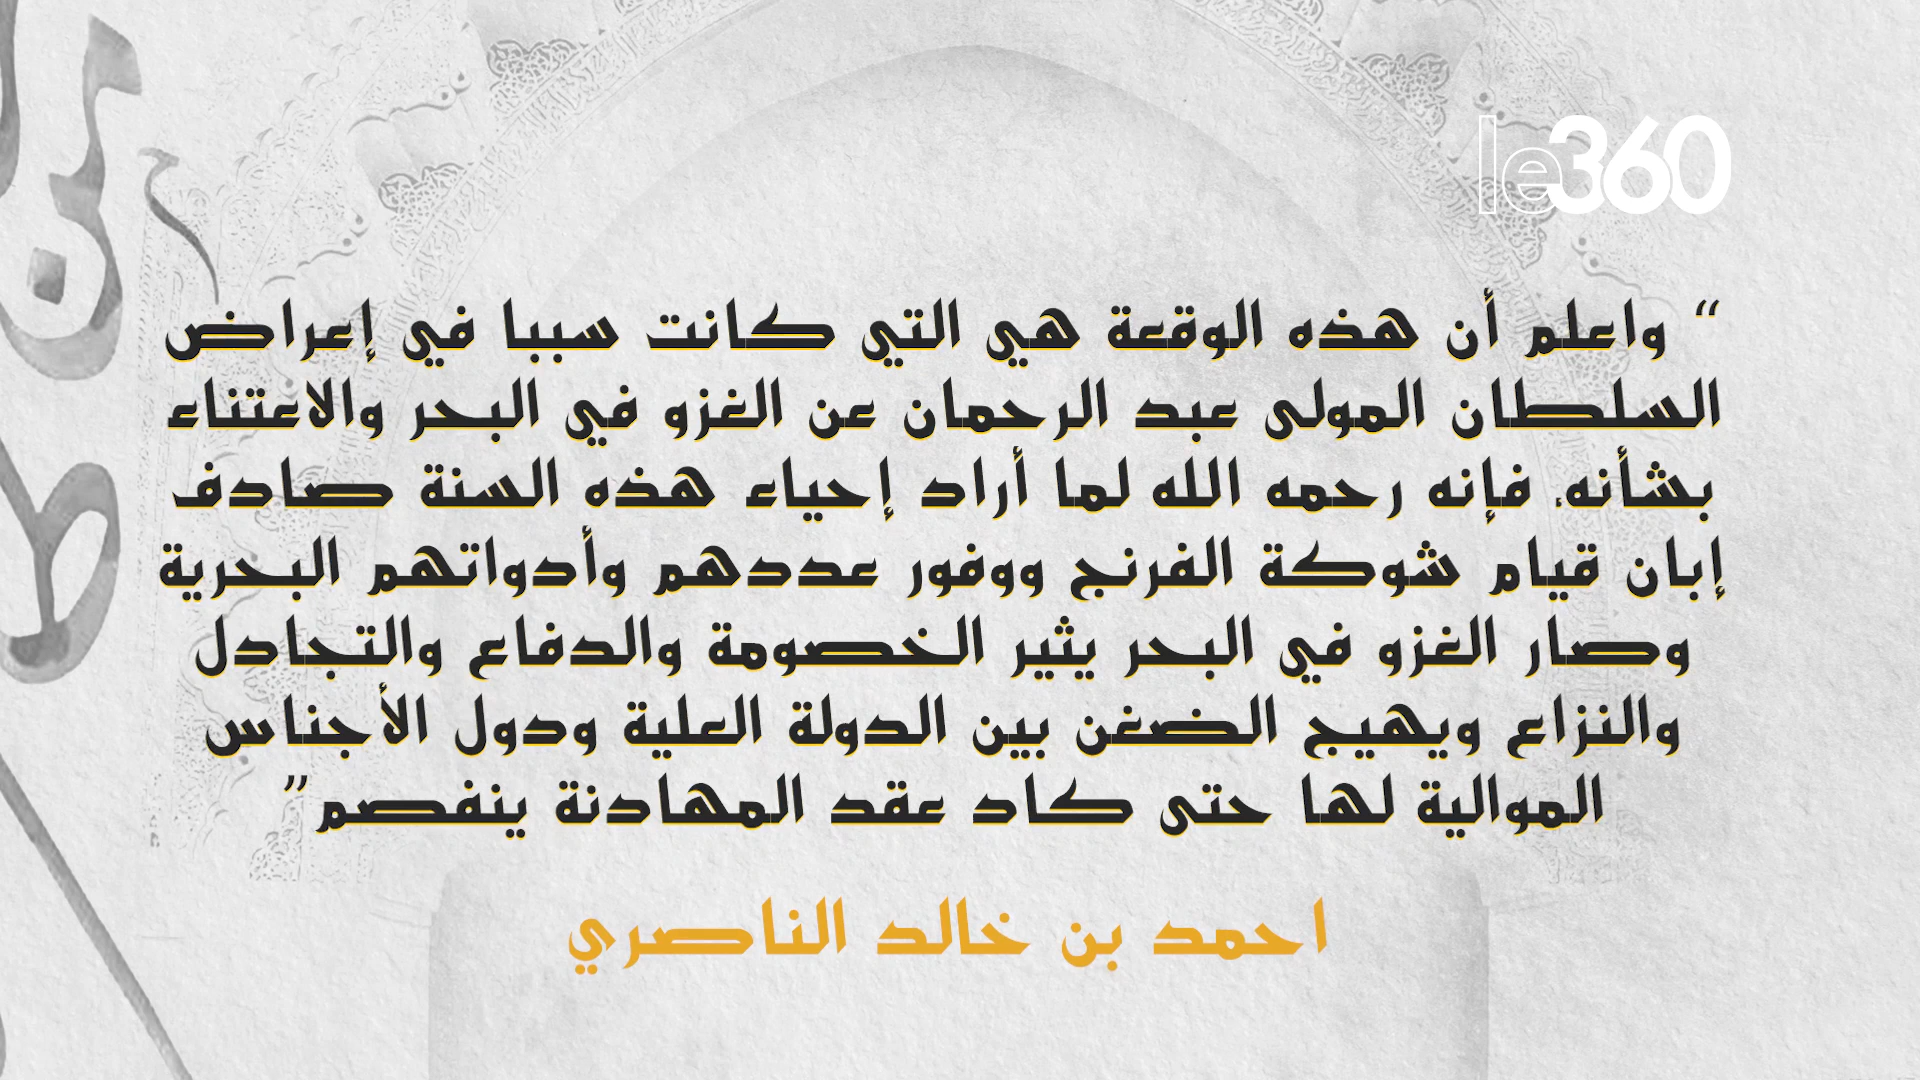 le360
“ واعلم أن هذه الوقعة هي التي كانت سببا في إعراض
السلطان المولى عبد الرحمان عن الغزو في البحر والاعتناء
بشأنه، فإنه رحمه الله لما أراد إحياء هذه السنة صادف
إبان قيام شوكة الفرنج ووفور عددهم وأدواتهم البحرية
وصار الغزو في البحر يثير الخصومة والدفاع والتجادل
والنزاع ويهيج الضغن بين الدولة العلية ودول الأجناس
الموالية لها حتى كاد عقد المهادنة ينفصم”
احمد بن خالد الناصري